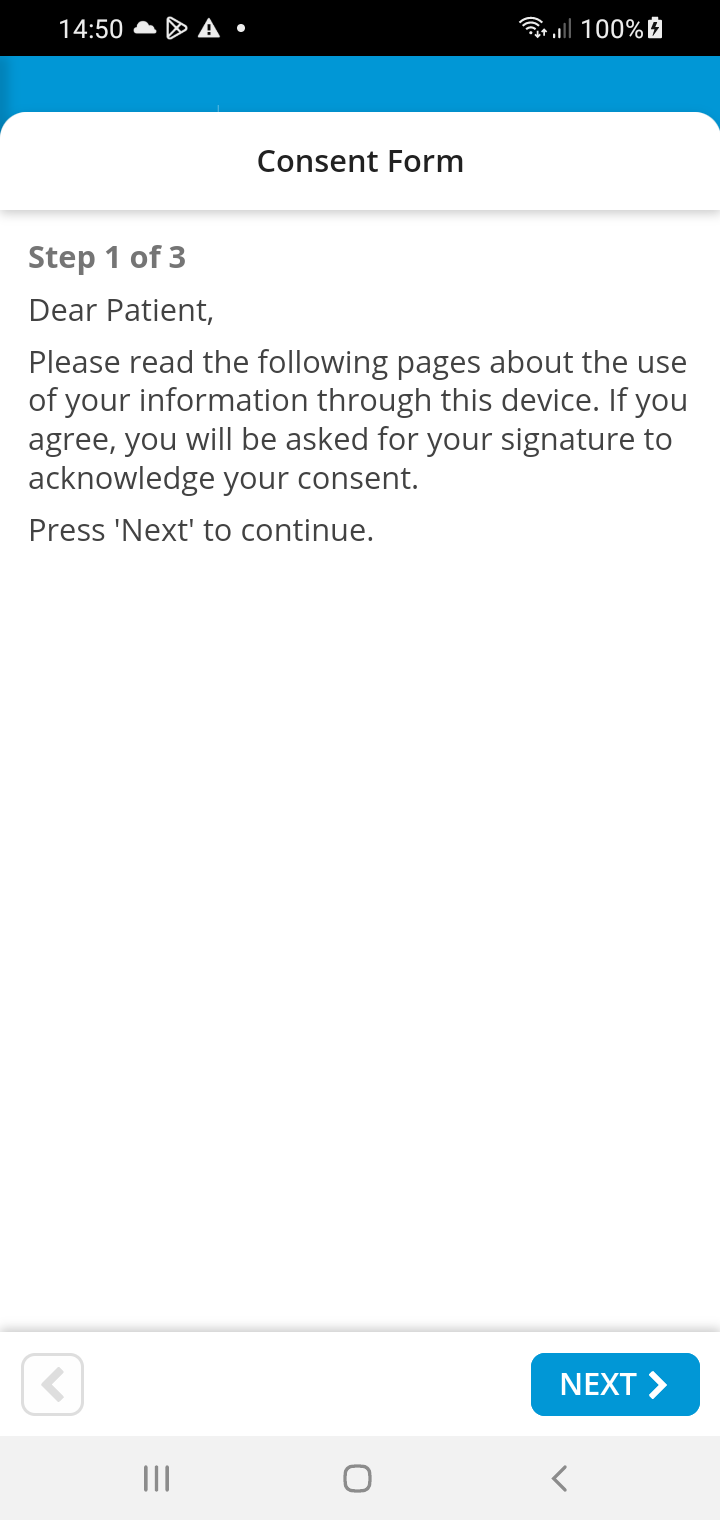 14:50
100%
Consent Form
Step 1 of 3
Dear Patient,
Please read the following pages about the use
of your information through this device. If you
agree, you will be asked for your signature to
acknowledge your consent.
Press 'Next' to continue.
NEXT